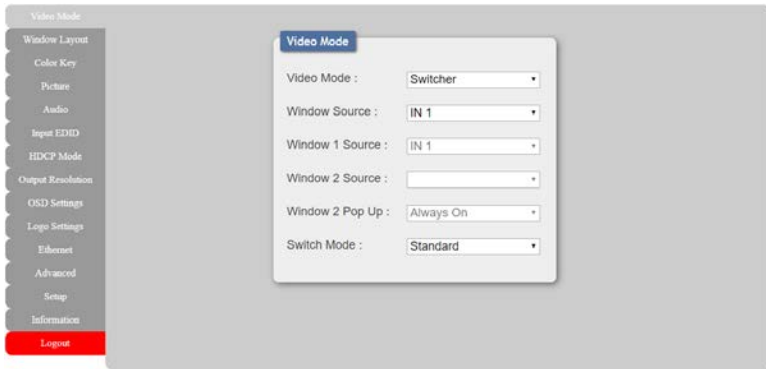 Video Mode
Window Layout
Color Key
Picture
Audio
Input EDID
HDCP Mode
Output Resolution
OSD Settings
Logo Settings
Ethernet
Advanced
Setup
Information
Logout
Video Mode
Video Mode : Switcher
Window Source : IN 1
Window 1 Source : IN 1
Window 2 Source :
Window 2 Pop Up : Always On
Switch Mode : Standard